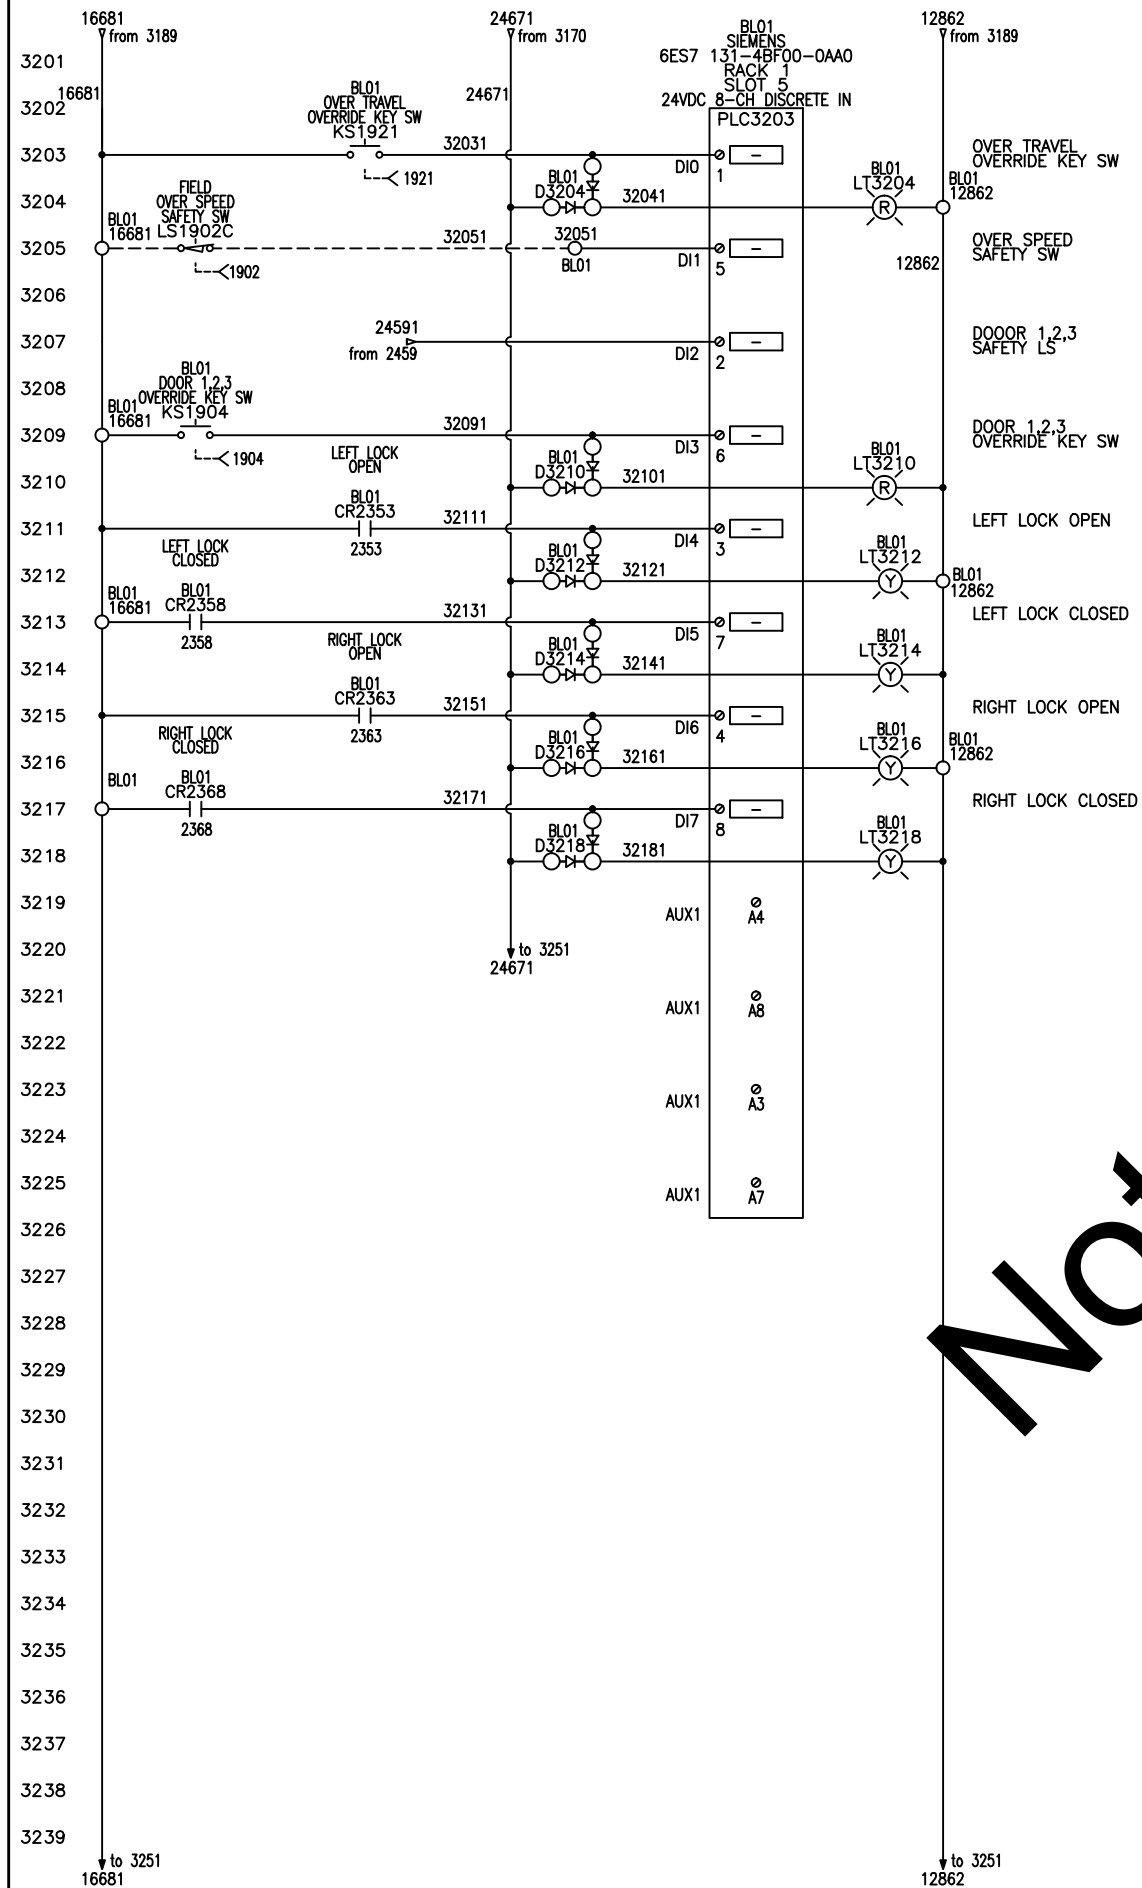 16681
from 3189
24671
from 3170
12862
from 3189
BL01
SIEMENS
6ES7 131-4BF00-0AA0
RACK 1
SLOT 5
24VDC 8-CH DISCRETE IN
PLC3203
3201
16681
24671
3202
BL01
OVER TRAVEL
OVERRIDE KEY SW
KS1921
3203
32031
1921
DI0
1
OVER TRAVEL
OVERRIDE KEY SW
3204
BL01
D3204
32041
BL01
LT3204
R
BL01
12862
FIELD
OVER SPEED
SAFETY SW
LS1902C
3205
BL01
16681
32051
32051
BL01
1902
DI1
5
12862
OVER SPEED
SAFETY SW
3206
3207
24591
from 2459
DI2
2
DOOOR 1,2,3
SAFETY LS
3208
BL01
DOOR 1,2,3
OVERRIDE KEY SW
KS1904
3209
BL01
16681
32091
1904
DI3
6
DOOR 1,2,3
OVERRIDE KEY SW
3210
BL01
D3210
32101
BL01
LT3210
R
LEFT LOCK
OPEN
BL01
CR2353
3211
32111
2353
DI4
3
LEFT LOCK OPEN
3212
BL01
D3212
32121
BL01
LT3212
Y
BL01
12862
LEFT LOCK
CLOSED
BL01
CR2358
3213
BL01
16681
32131
2358
DI5
7
LEFT LOCK CLOSED
3214
BL01
D3214
32141
BL01
LT3214
Y
RIGHT LOCK
OPEN
BL01
CR2363
3215
32151
2363
DI6
4
RIGHT LOCK OPEN
3216
BL01
D3216
32161
BL01
LT3216
Y
BL01
12862
RIGHT LOCK
CLOSED
BL01
CR2368
3217
BL01
32171
2368
DI7
8
RIGHT LOCK CLOSED
3218
BL01
D3218
32181
BL01
LT3218
Y
3219
AUX1
A4
3220
to 3251
24671
3221
AUX1
A8
3222
3223
AUX1
A3
3224
3225
AUX1
A7
3226
3227
3228
3229
3230
3231
3232
3233
3234
3235
3236
3237
3238
3239
to 3251
16681
to 3251
12862
Not